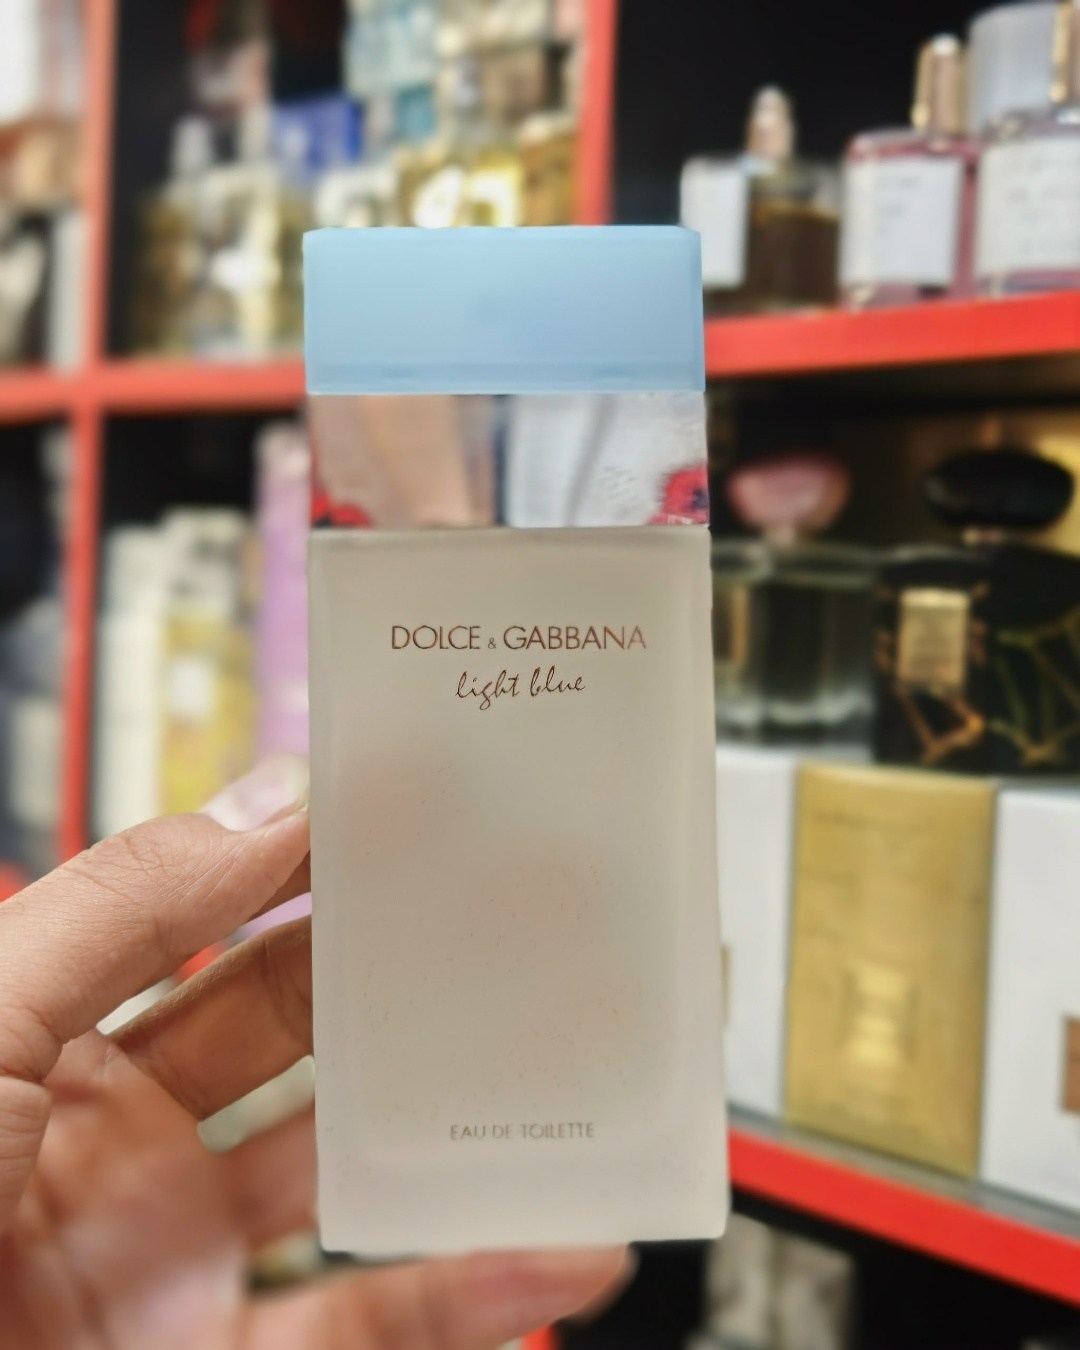 DOLCE & GABBANA
light blue
EAU DE TOILETTE